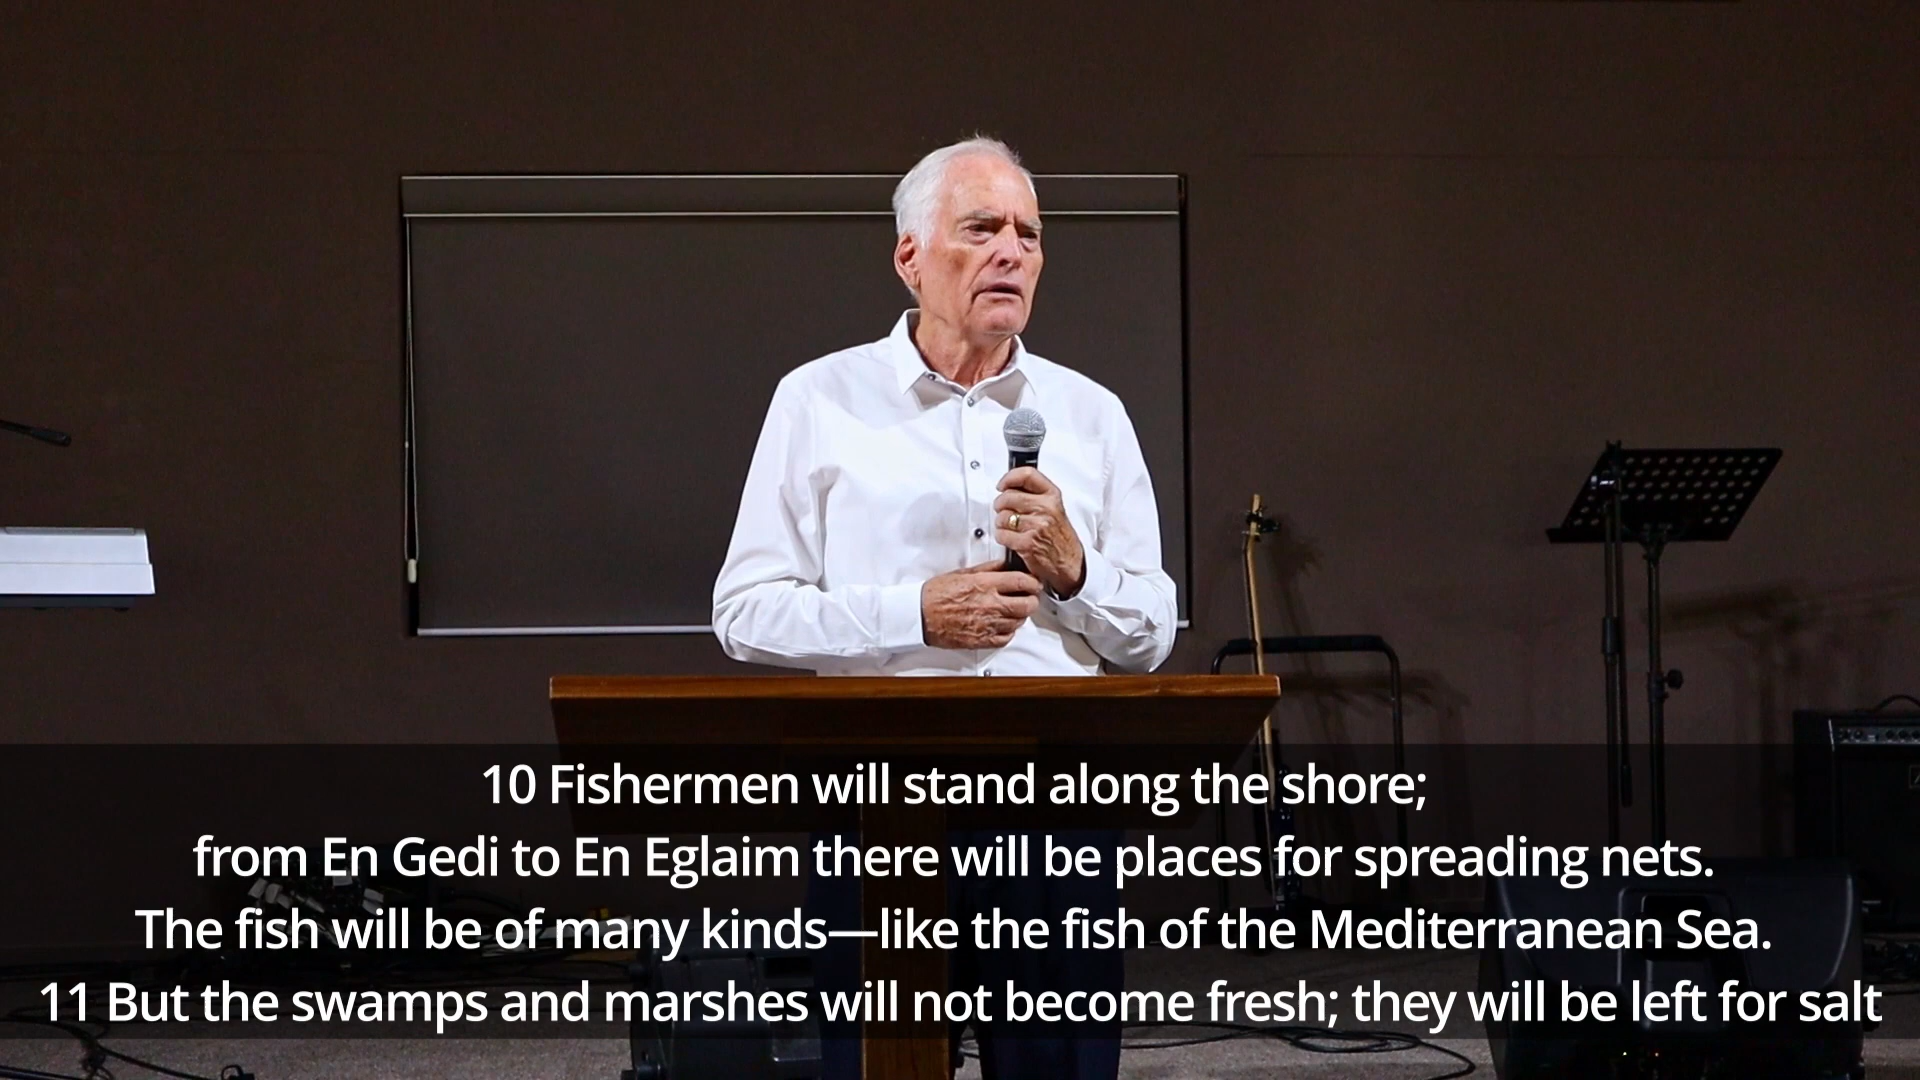 10 Fishermen will stand along the shore;
from En Gedi to En Eglaim there will be places for spreading nets.
The fish will be of many kinds—like the fish of the Mediterranean Sea.
11 But the swamps and marshes will not become fresh; they will be left for salt